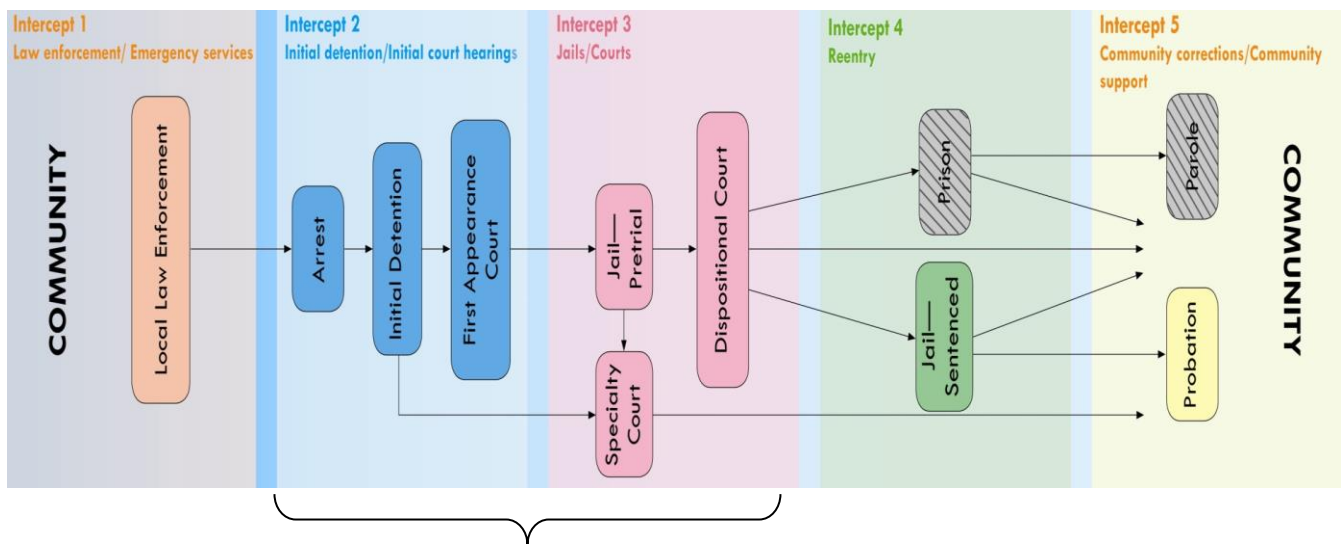 Intercept 1
Law enforcement/ Emergency services
COMMUNITY
Local Law Enforcement
Intercept 2
Initial detention/Initial court hearings
Arrest
Initial Detention
First Appearance
Court
Intercept 3
Jails/Courts
Jail—
Pretrial
Specialty
Court
Dispositional Court
Intercept 4
Reentry
Prison
Jail—
Sentenced
Intercept 5
Community corrections/Community
support
Parole
Probation
COMMUNITY